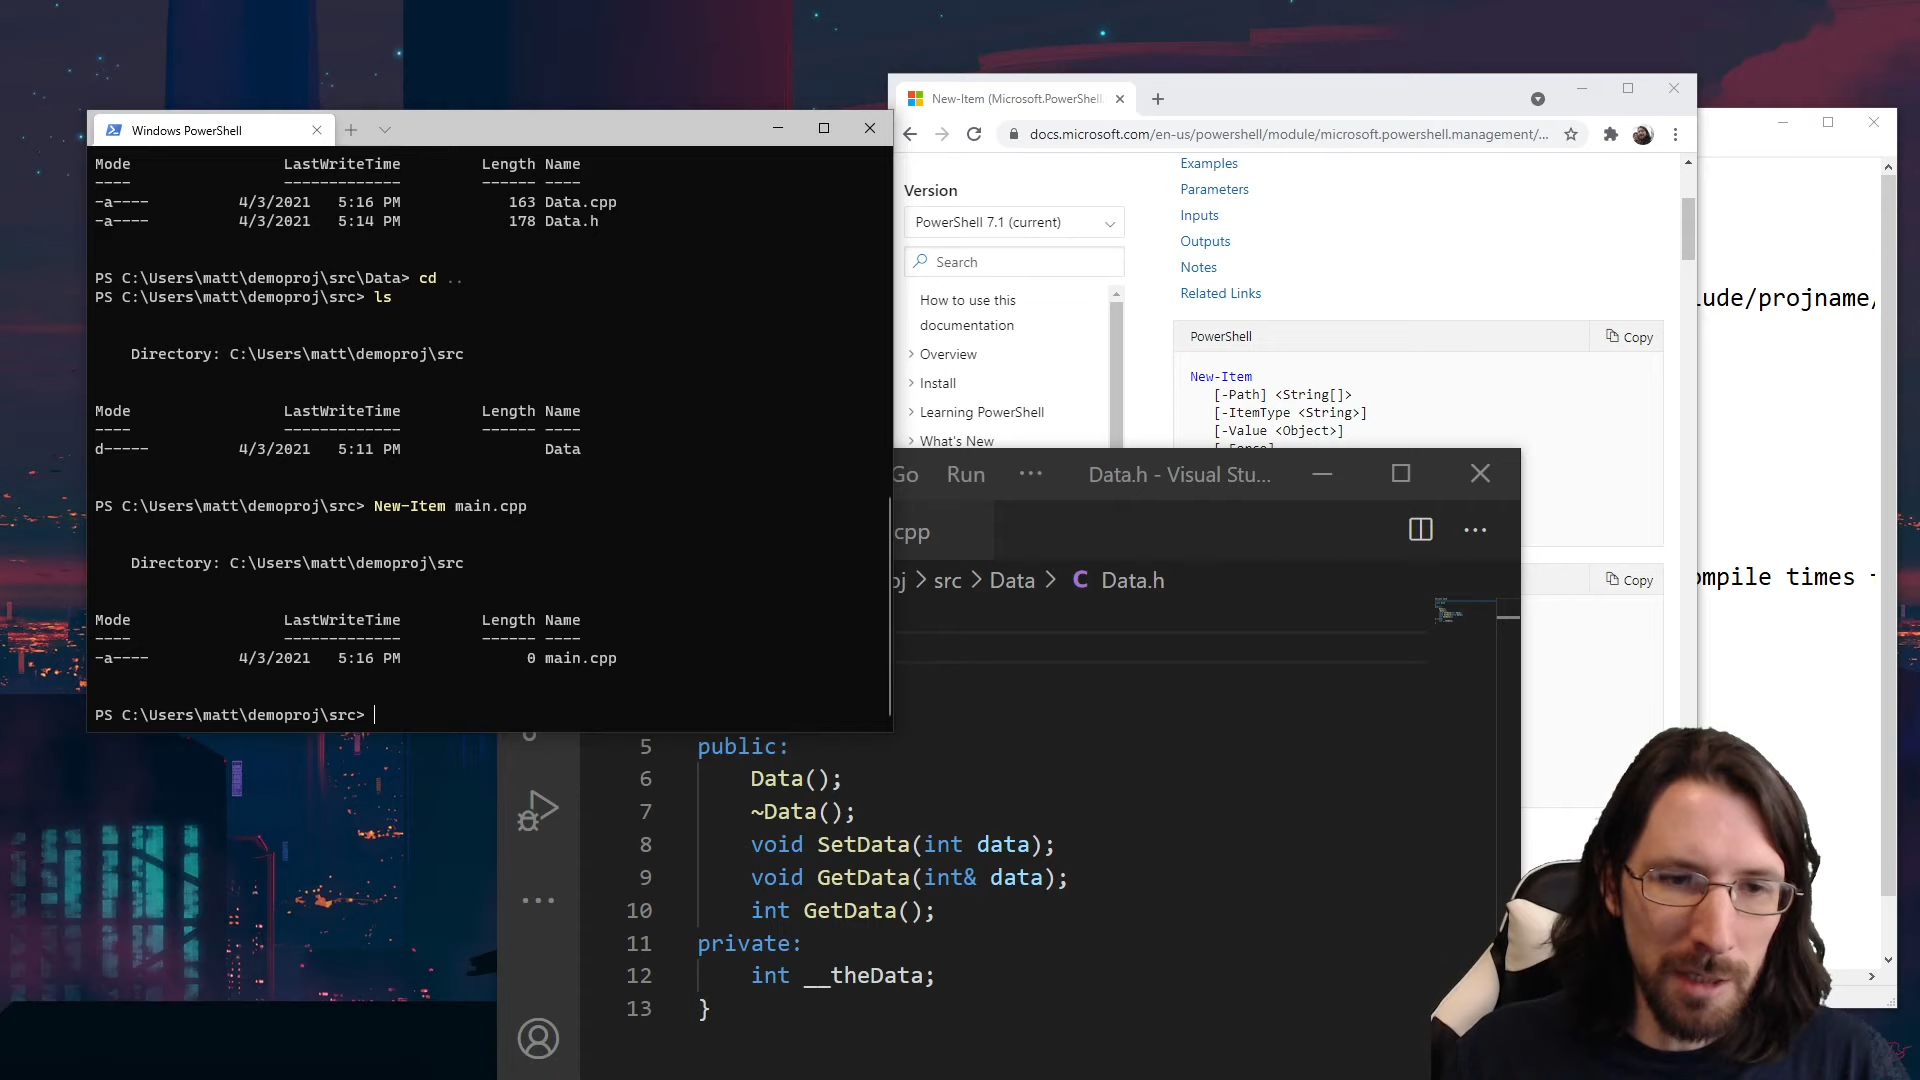 Windows PowerShell
Mode                 LastWriteTime         Length Name
----                 -------------         ------ ----
-a----          4/3/2021   5:16 PM            163 Data.cpp
-a----          4/3/2021   5:14 PM            178 Data.h
PS C:\Users\matt\demoproj\src\Data> cd ..
PS C:\Users\matt\demoproj\src> ls
Directory: C:\Users\matt\demoproj\src
Mode                 LastWriteTime         Length Name
----                 -------------         ------ ----
d-----          4/3/2021   5:11 PM                Data
PS C:\Users\matt\demoproj\src> New-Item main.cpp
Directory: C:\Users\matt\demoproj\src
Mode                 LastWriteTime         Length Name
----                 -------------         ------ ----
-a----          4/3/2021   5:16 PM              0 main.cpp
PS C:\Users\matt\demoproj\src>
New-Item (Microsoft.PowerShell.
docs.microsoft.com/en-us/powershell/module/microsoft.powershell.management/...
Version
PowerShell 7.1 (current)
Search
How to use this
documentation
Overview
Install
Learning PowerShell
What's New
Examples
Parameters
Inputs
Outputs
Notes
Related Links
PowerShell
Copy
New-Item
[-Path] <String[]>
[-ItemType <String>]
[-Value <Object>]
Copy
lude/projname/
ompile times
Go Run ··· Data.h - Visual Stu...
cpp
oj > src > Data > C Data.h
5 public:
6 Data();
7 ~Data();
8 void SetData(int data);
9 void GetData(int& data);
10 int GetData();
11 private:
12 int __theData;
13 }